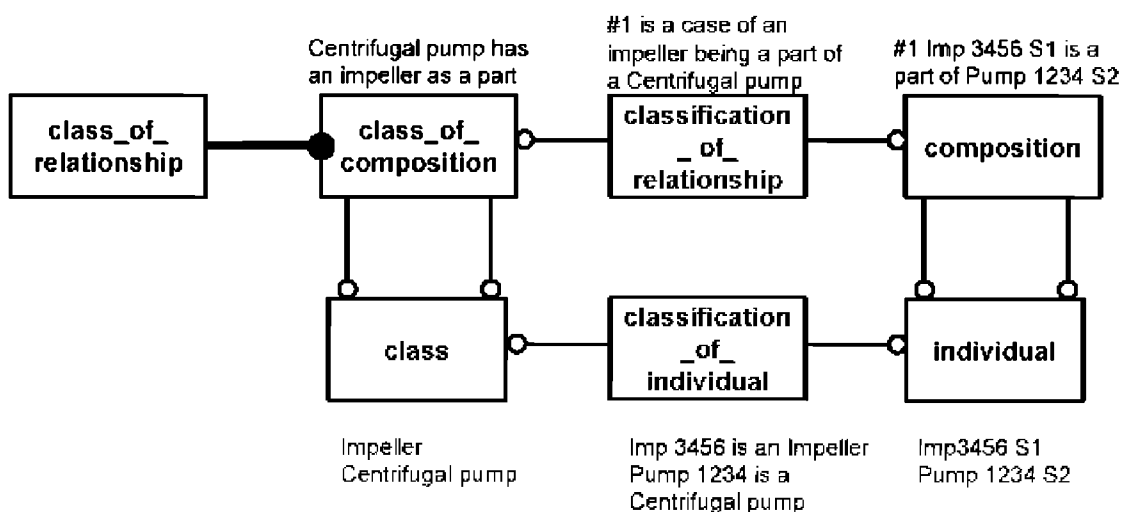 Centrifugal pump has
an impeller as a part
#1 is a case of an
impeller being a part of
a Centrifugal pump
#1 Imp 3456 S1 is a
part of Pump 1234 S2
class_of_
relationship
class_of_
composition
classification
_of_
relationship
composition
class
classification
_of_
individual
individual
Impeller
Centrifugal pump
Imp 3456 is an Impeller
Pump 1234 is a
Centrifugal pump
Imp3456 S1
Pump 1234 S2